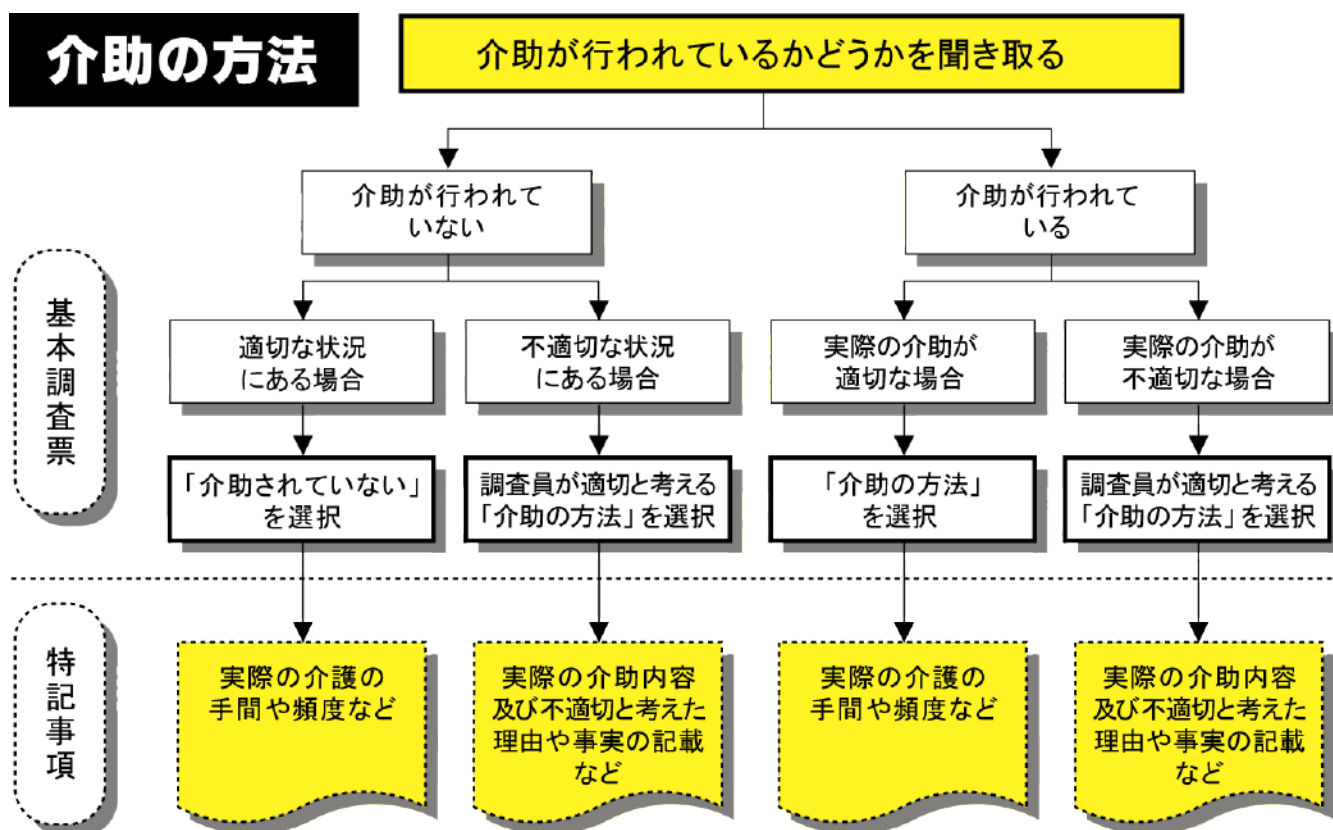 介助の方法
介助が行われているかどうかを聞き取る
介助が行われて
いない
介助が行われて
いる
基本調査票
適切な状況
にある場合
不適切な状況
にある場合
実際の介助が
適切な場合
実際の介助が
不適切な場合
「介助されていない」
を選択
調査員が適切と考える
「介助の方法」を選択
「介助の方法」
を選択
調査員が適切と考える
「介助の方法」を選択
特記事項
実際の介護の
手間や頻度など
実際の介助内容
及び不適切と考えた
理由や事実の記載
など
実際の介護の
手間や頻度など
実際の介助内容
及び不適切と考えた
理由や事実の記載
など